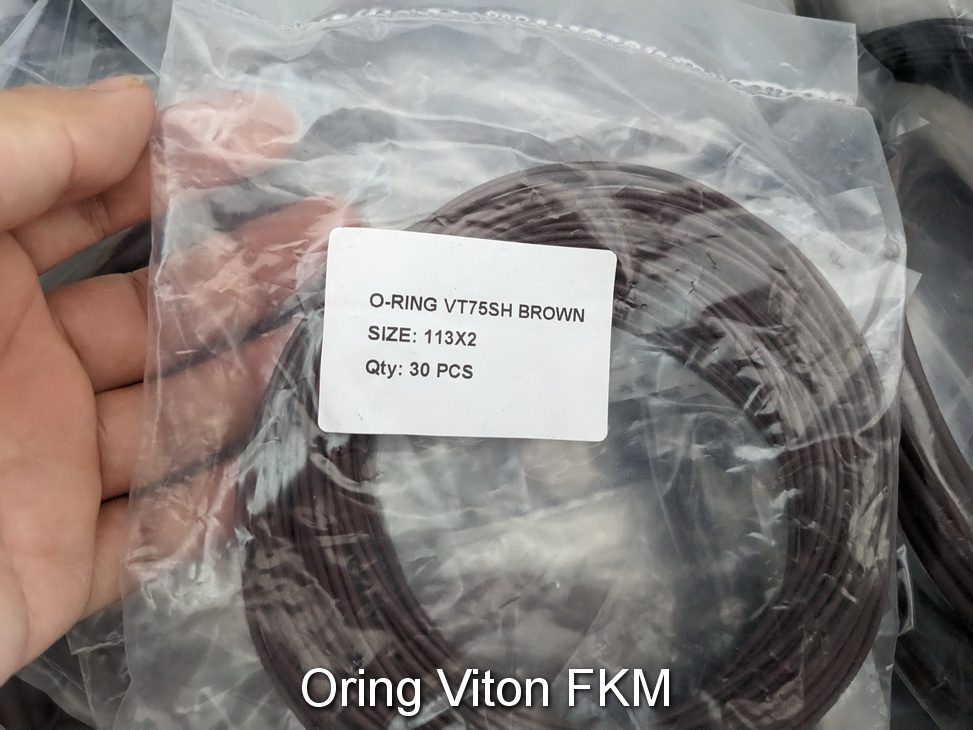 O-RING VT75SH BROWN
SIZE: 113X2
Qty: 30 PCS
Oring Viton FKM